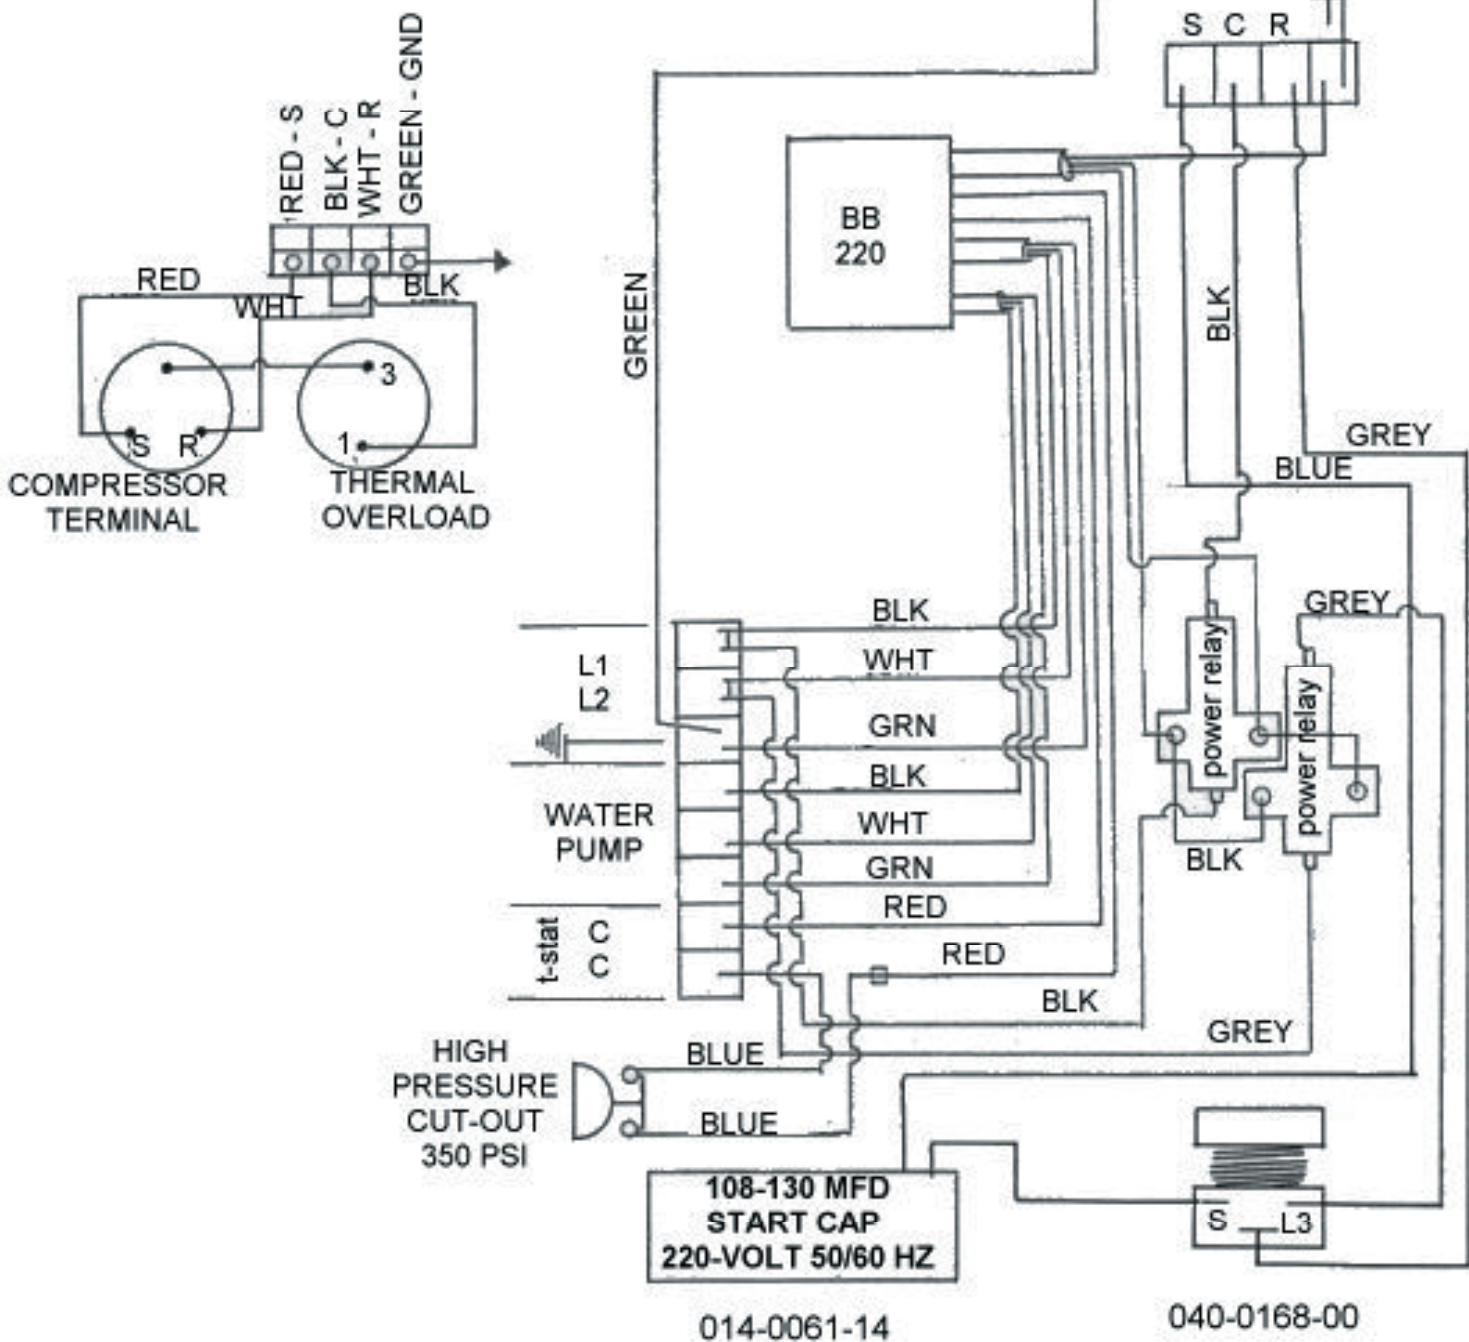 S C R
RED - S
BLK - C
WHT - R
GREEN - GND
RED
WHT
BLK
3
1
S R
COMPRESSOR
TERMINAL
THERMAL
OVERLOAD
GREEN
BB
220
BLK
GREY
BLUE
GREY
power relay
power relay
BLK
L1
L2
BLK
WHT
GRN
WATER
PUMP
BLK
WHT
GRN
t-stat
C
C
RED
RED
BLK
GREY
HIGH
PRESSURE
CUT-OUT
350 PSI
BLUE
BLUE
108-130 MFD
START CAP
220-VOLT 50/60 HZ
014-0061-14
S L3
040-0168-00